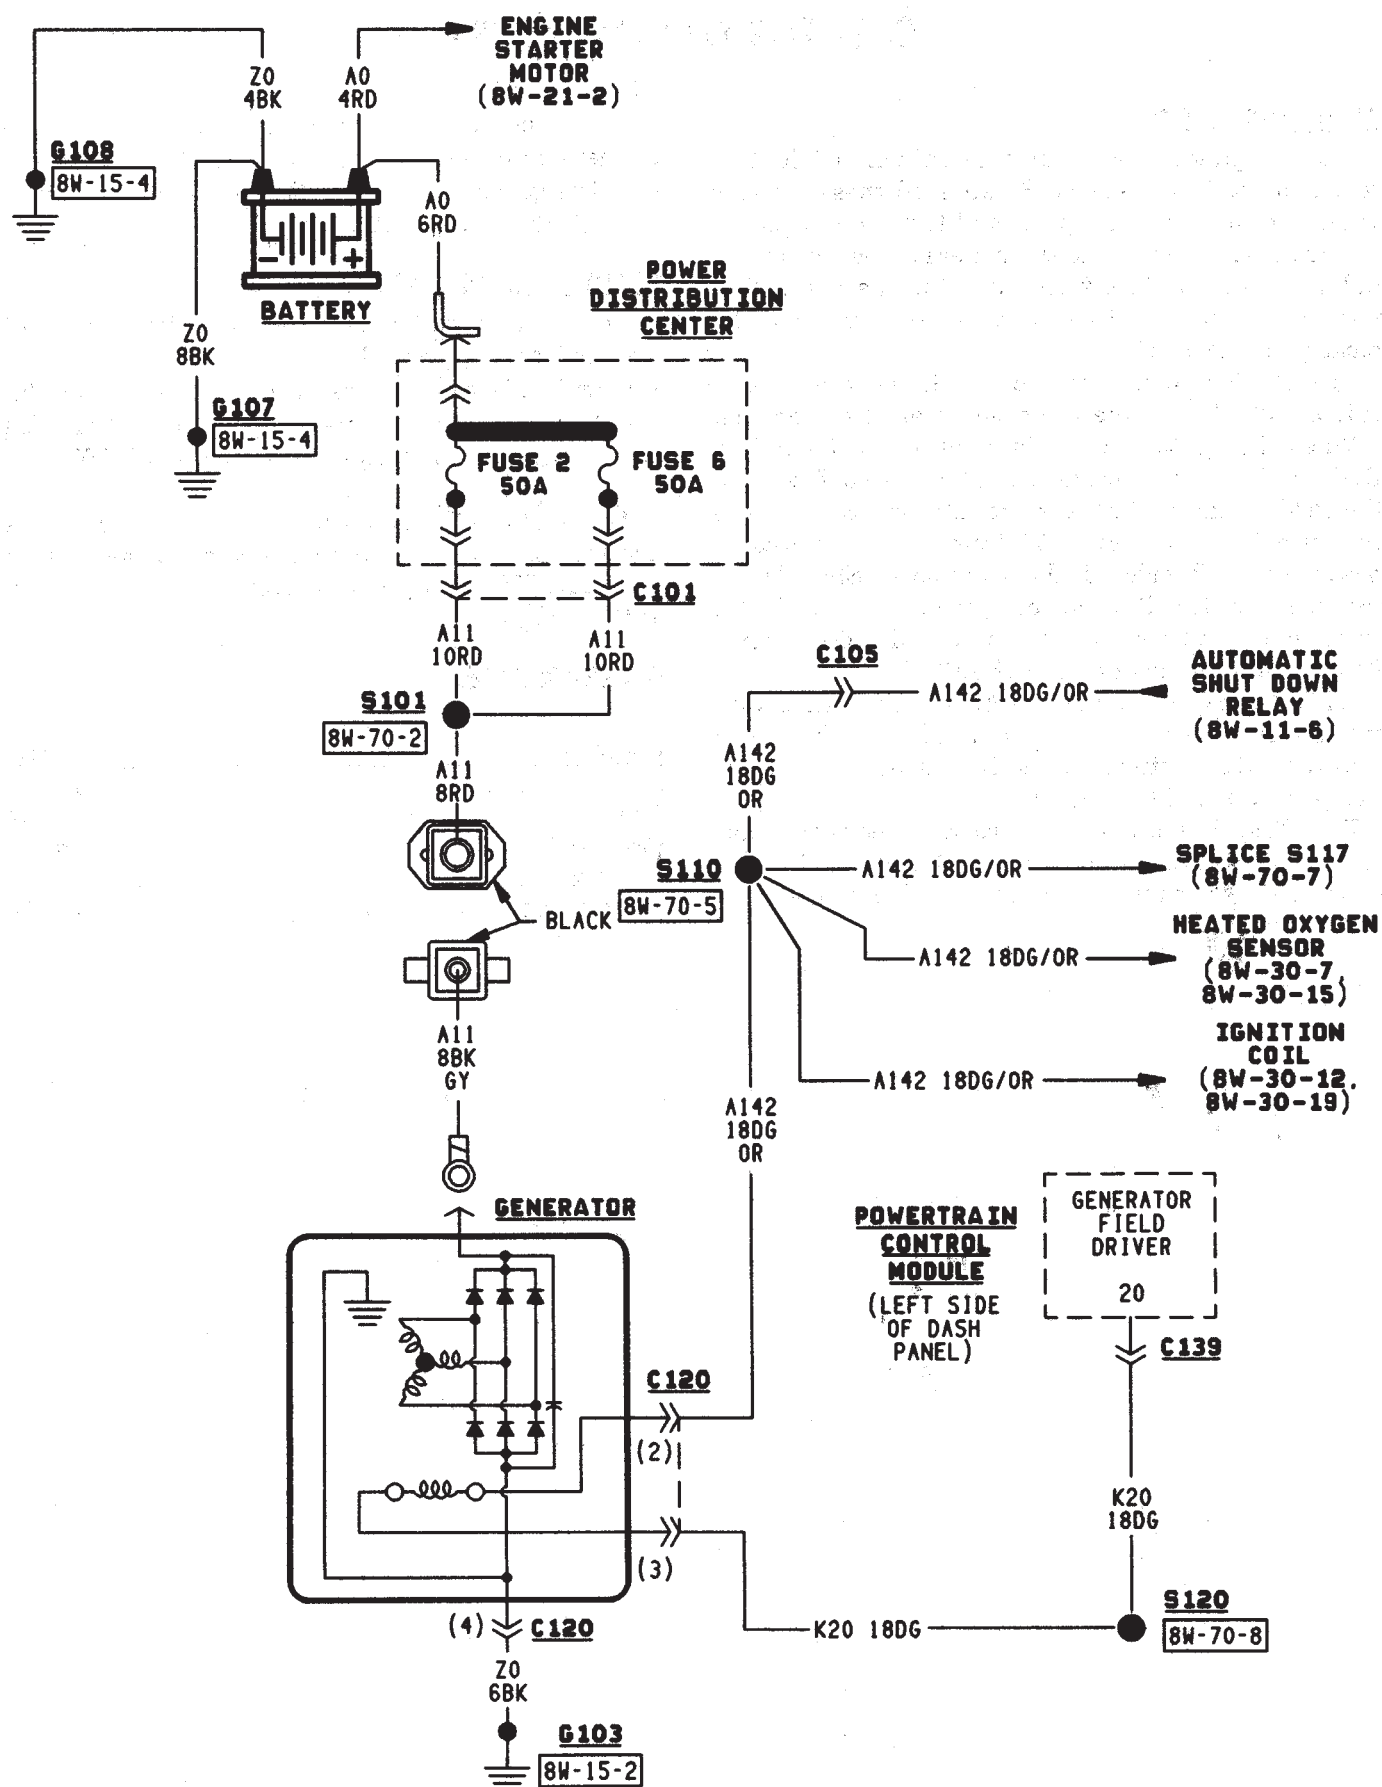 ENGINE
STARTER
MOTOR
(8W-21-2)
Z0
4BK
A0
4RD
G108
8W-15-4
A0
6RD
BATTERY
POWER
DISTRIBUTION
CENTER
Z0
8BK
G107
8W-15-4
FUSE 2
50A
FUSE 6
50A
C101
A11
10RD
A11
10RD
S101
8W-70-2
A11
8RD
C105
A142 18DG/OR
AUTOMATIC
SHUT DOWN
RELAY
(8W-11-6)
A142
18DG
OR
S110
8W-70-5
A142 18DG/OR
SPLICE S117
(8W-70-7)
BLACK
A142 18DG/OR
HEATED OXYGEN
SENSOR
(8W-30-7,
8W-30-15)
A11
8BK
GY
A142 18DG/OR
IGNITION
COIL
(8W-30-12,
8W-30-19)
A142
18DG
OR
GENERATOR
POWERTRAIN
CONTROL
MODULE
(LEFT SIDE
OF DASH
PANEL)
GENERATOR
FIELD
DRIVER
20
C139
C120
(2)
(3)
K20
18DG
K20 18DG
S120
8W-70-8
(4)
C120
Z0
6BK
G103
8W-15-2